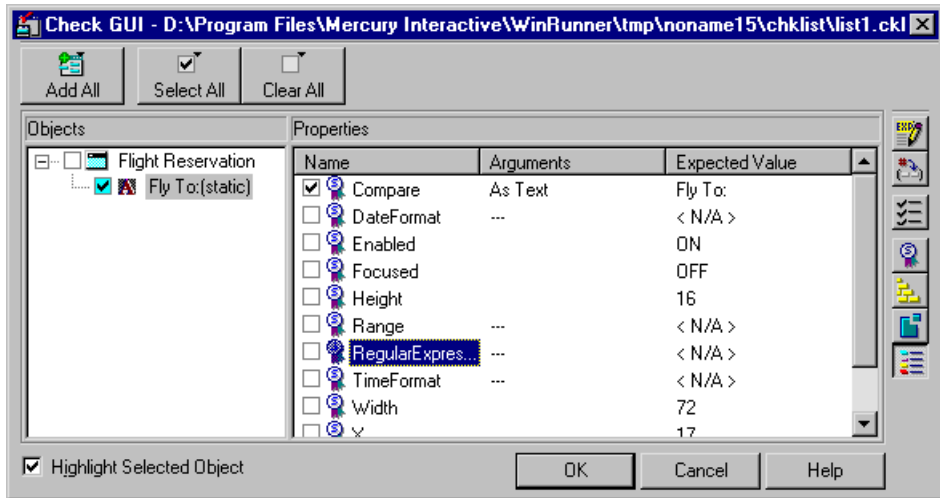 Check GUI - D:\Program Files\Mercury Interactive\WinRunner\tmp\noname15\chklist\list1.ckl
Add All Select All Clear All
Objects Properties
Flight Reservation
Fly To:(static)
Name Arguments Expected Value
Compare As Text Fly To:
DateFormat --- < N/A >
Enabled ON
Focused OFF
Height 16
Range --- < N/A >
RegularExpres... --- < N/A >
TimeFormat --- < N/A >
Width 72
X 17
EXP
Highlight Selected Object OK Cancel Help